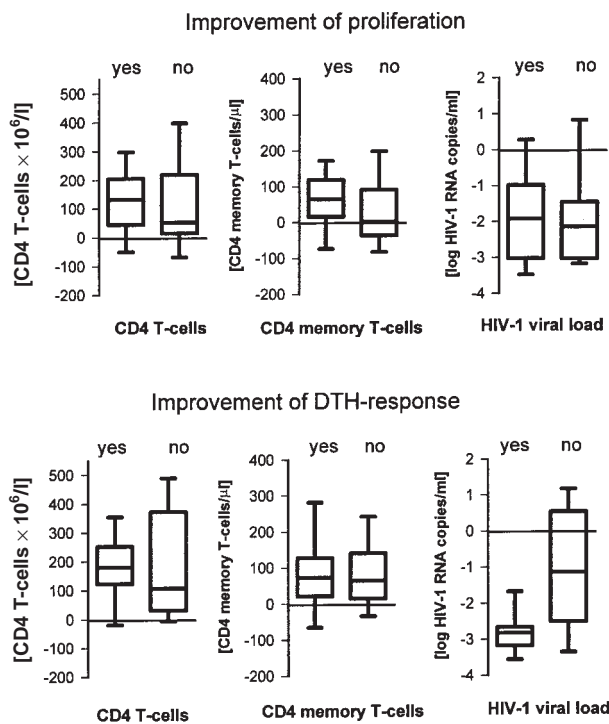 Improvement of proliferation
yes no
yes no
yes no
[CD4 T-cells × 10⁶/l]
500
400
300
200
100
0
-100
-200
CD4 T-cells
[CD4 memory T-cells/µl]
400
300
200
100
0
-100
-200
CD4 memory T-cells
[log HIV-1 RNA copies/ml]
2
1
0
-1
-2
-3
-4
HIV-1 viral load
Improvement of DTH-response
yes no
yes no
yes no
[CD4 T-cells × 10⁶/l]
500
400
300
200
100
0
-100
-200
CD4 T-cells
[CD4 memory T-cells/µl]
400
300
200
100
0
-100
-200
CD4 memory T-cells
[log HIV-1 RNA copies/ml]
2
1
0
-1
-2
-3
-4
HIV-1 viral load